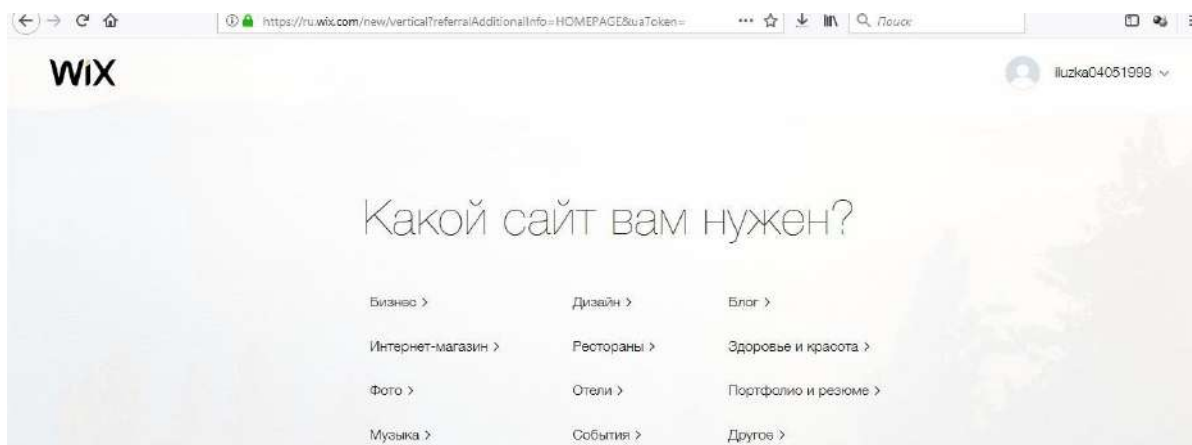 https://ru.wix.com/new/vertical?referralAdditionalInfo=HOMEPAGE&uaToken= ··· Поиск
WiX
iluzka04051998
Какой сайт вам нужен?
Бизнес > Дизайн > Блог >
Интернет-магазин > Рестораны > Здоровье и красота >
Фото > Отели > Портфолио и резюме >
Музыка > События > Другое >